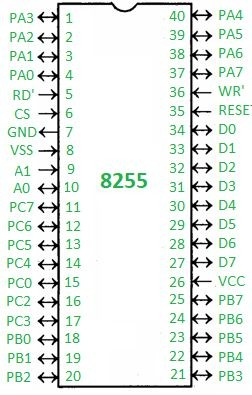 PA3 1 40 PA4
PA2 2 39 PA5
PA1 3 38 PA6
PA0 4 37 PA7
RD' 5 36 WR'
CS 6 35 RESET
GND 7 34 D0
VSS 8 33 D1
A1 9 32 D2
A0 10 31 D3
8255
PC7 11 30 D4
PC6 12 29 D5
PC5 13 28 D6
PC4 14 27 D7
PC0 15 26 VCC
PC2 16 25 PB7
PC3 17 24 PB6
PB0 18 23 PB5
PB1 19 22 PB4
PB2 20 21 PB3